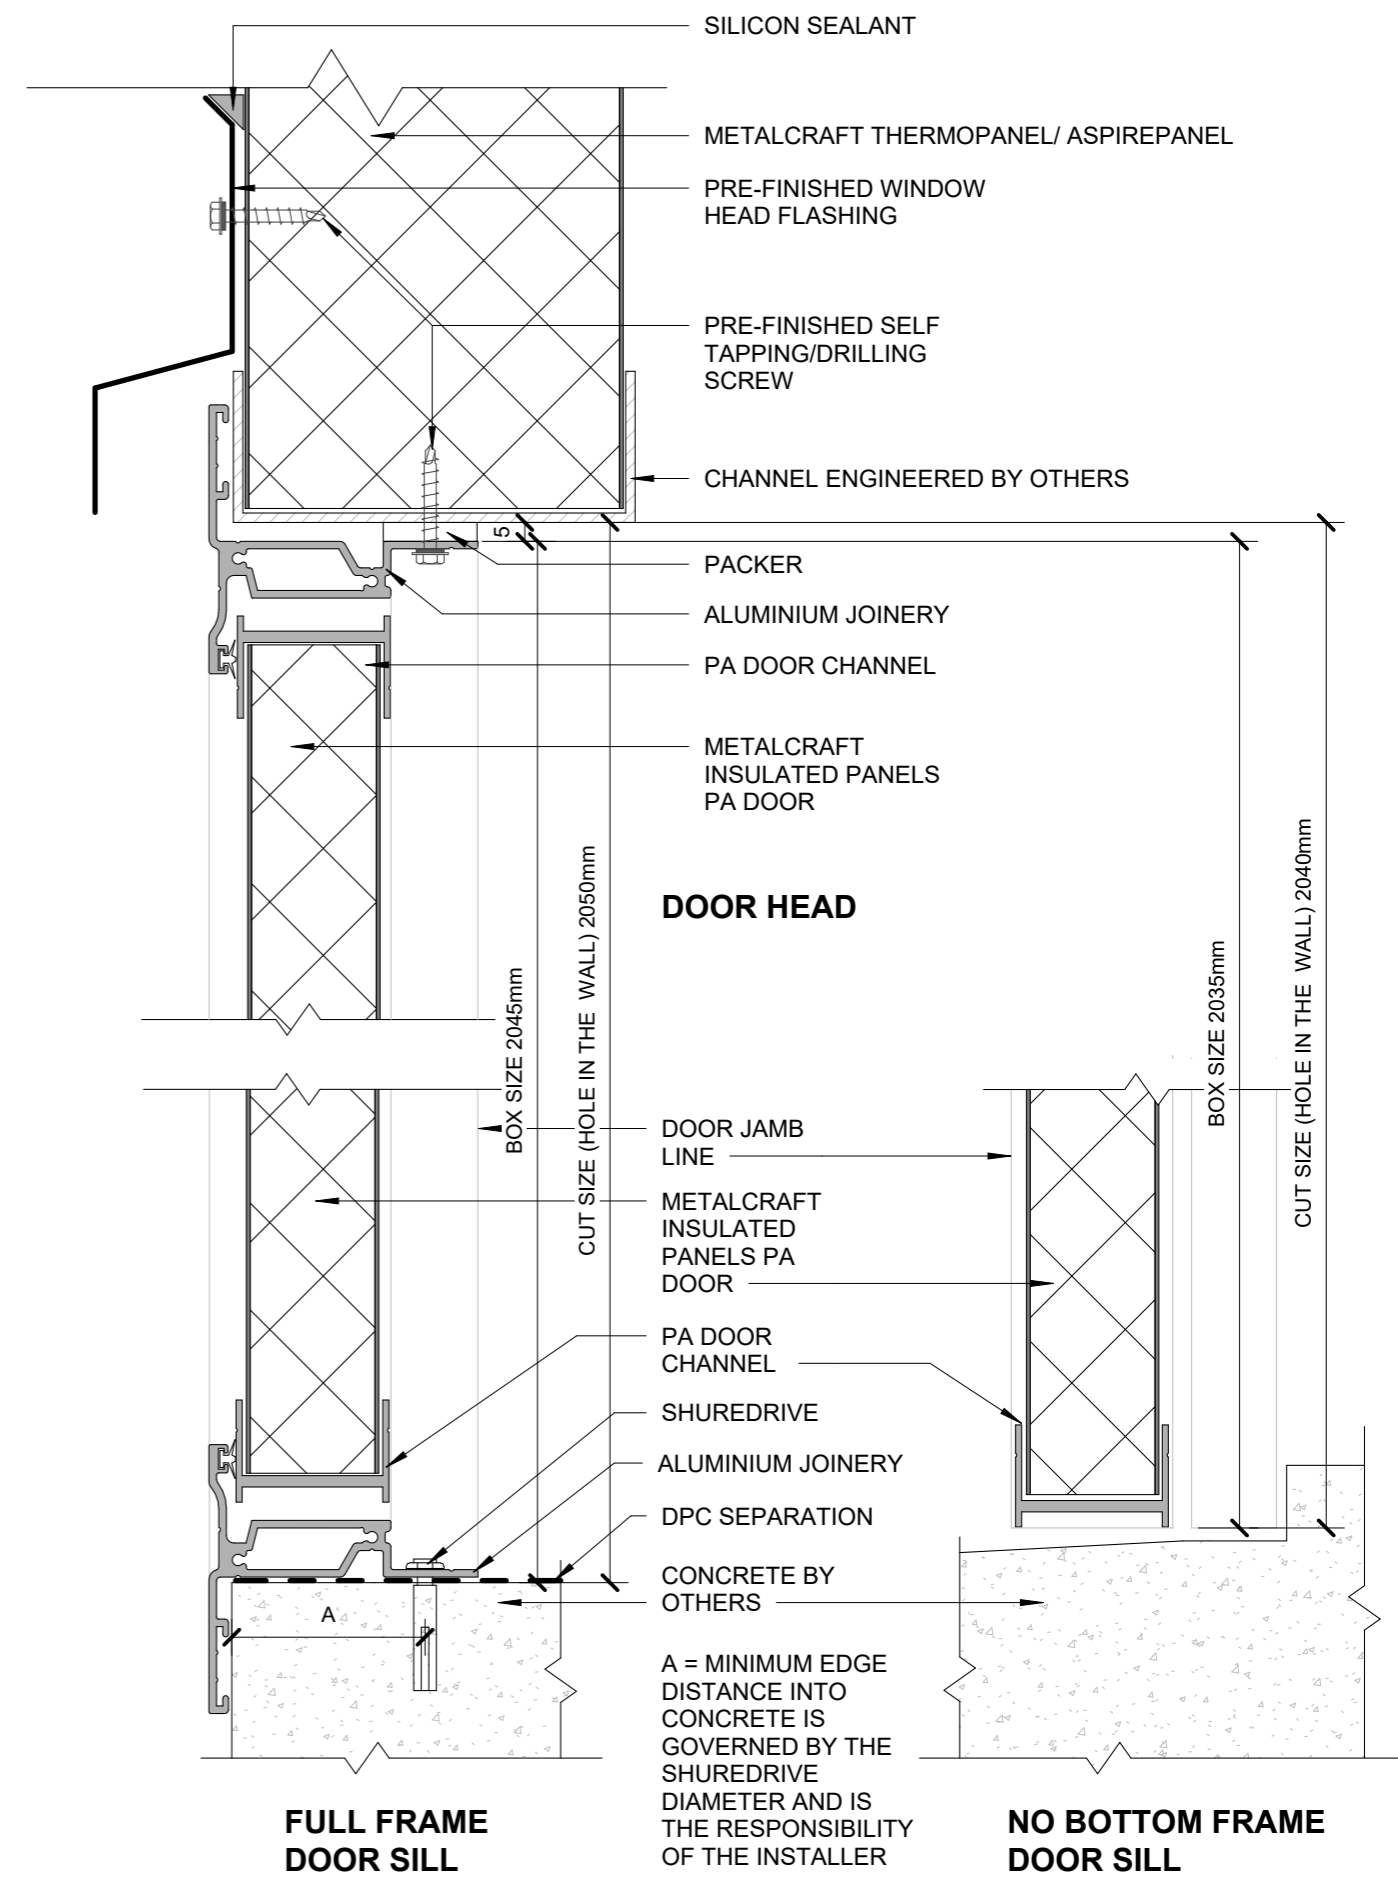 SILICON SEALANT
METALCRAFT THERMOPANEL/ ASPIREPANEL
PRE-FINISHED WINDOW
HEAD FLASHING
PRE-FINISHED SELF
TAPPING/DRILLING
SCREW
CHANNEL ENGINEERED BY OTHERS
5
PACKER
ALUMINIUM JOINERY
PA DOOR CHANNEL
METALCRAFT
INSULATED PANELS
PA DOOR
DOOR HEAD
BOX SIZE 2045mm
CUT SIZE (HOLE IN THE WALL) 2050mm
BOX SIZE 2035mm
CUT SIZE (HOLE IN THE WALL) 2040mm
DOOR JAMB
LINE
METALCRAFT
INSULATED
PANELS PA
DOOR
PA DOOR
CHANNEL
SHUREDRIVE
ALUMINIUM JOINERY
DPC SEPARATION
CONCRETE BY
OTHERS
A
A = MINIMUM EDGE
DISTANCE INTO
CONCRETE IS
GOVERNED BY THE
SHUREDRIVE
DIAMETER AND IS
THE RESPONSIBILITY
OF THE INSTALLER
FULL FRAME
DOOR SILL
NO BOTTOM FRAME
DOOR SILL